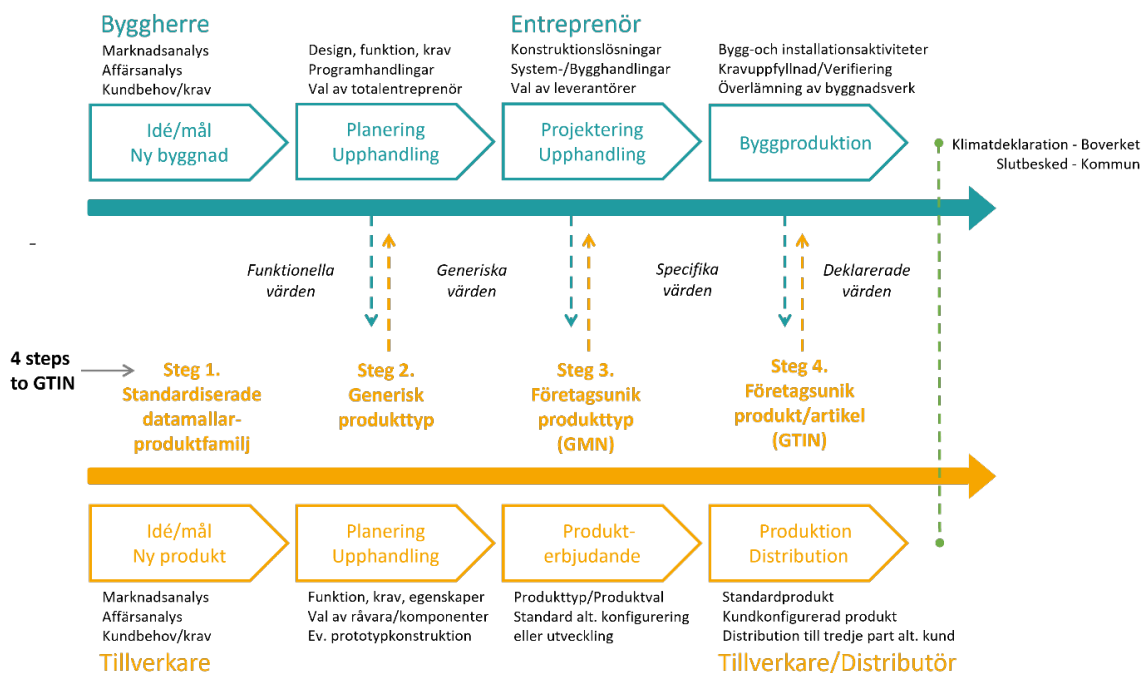 Byggherre
Marknadsanalys
Affärsanalys
Kundbehov/krav
Design, funktion, krav
Programhandlingar
Val av totalentreprenör
Entreprenör
Konstruktionslösningar
System-/Bygghandlingar
Val av leverantörer
Bygg-och installationsaktiviteter
Kravuppfyllnad/Verifiering
Överlämning av byggnadsverk
Idé/mål
Ny byggnad
Planering
Upphandling
Projektering
Upphandling
Byggproduktion
Klimatdeklaration - Boverket
Slutbesked - Kommun
-
Funktionella
värden
Generiska
värden
Specifika
värden
Deklarerade
värden
4 steps
to GTIN
Steg 1.
Standardiserade
datamallar-
produktfamilj
Steg 2.
Generisk
produkttyp
Steg 3.
Företagsunik
produkttyp
(GMN)
Steg 4.
Företagsunik
produkt/artikel
(GTIN)
Idé/mål
Ny produkt
Planering
Upphandling
Produkt-
erbjudande
Produktion
Distribution
Marknadsanalys
Affärsanalys
Kundbehov/krav
Tillverkare
Funktion, krav, egenskaper
Val av råvara/komponenter
Ev. prototypkonstruktion
Produkttyp/Produktval
Standard alt. konfigurering
eller utveckling
Standardprodukt
Kundkonfigurerad produkt
Distribution till tredje part alt. kund
Tillverkare/Distributör